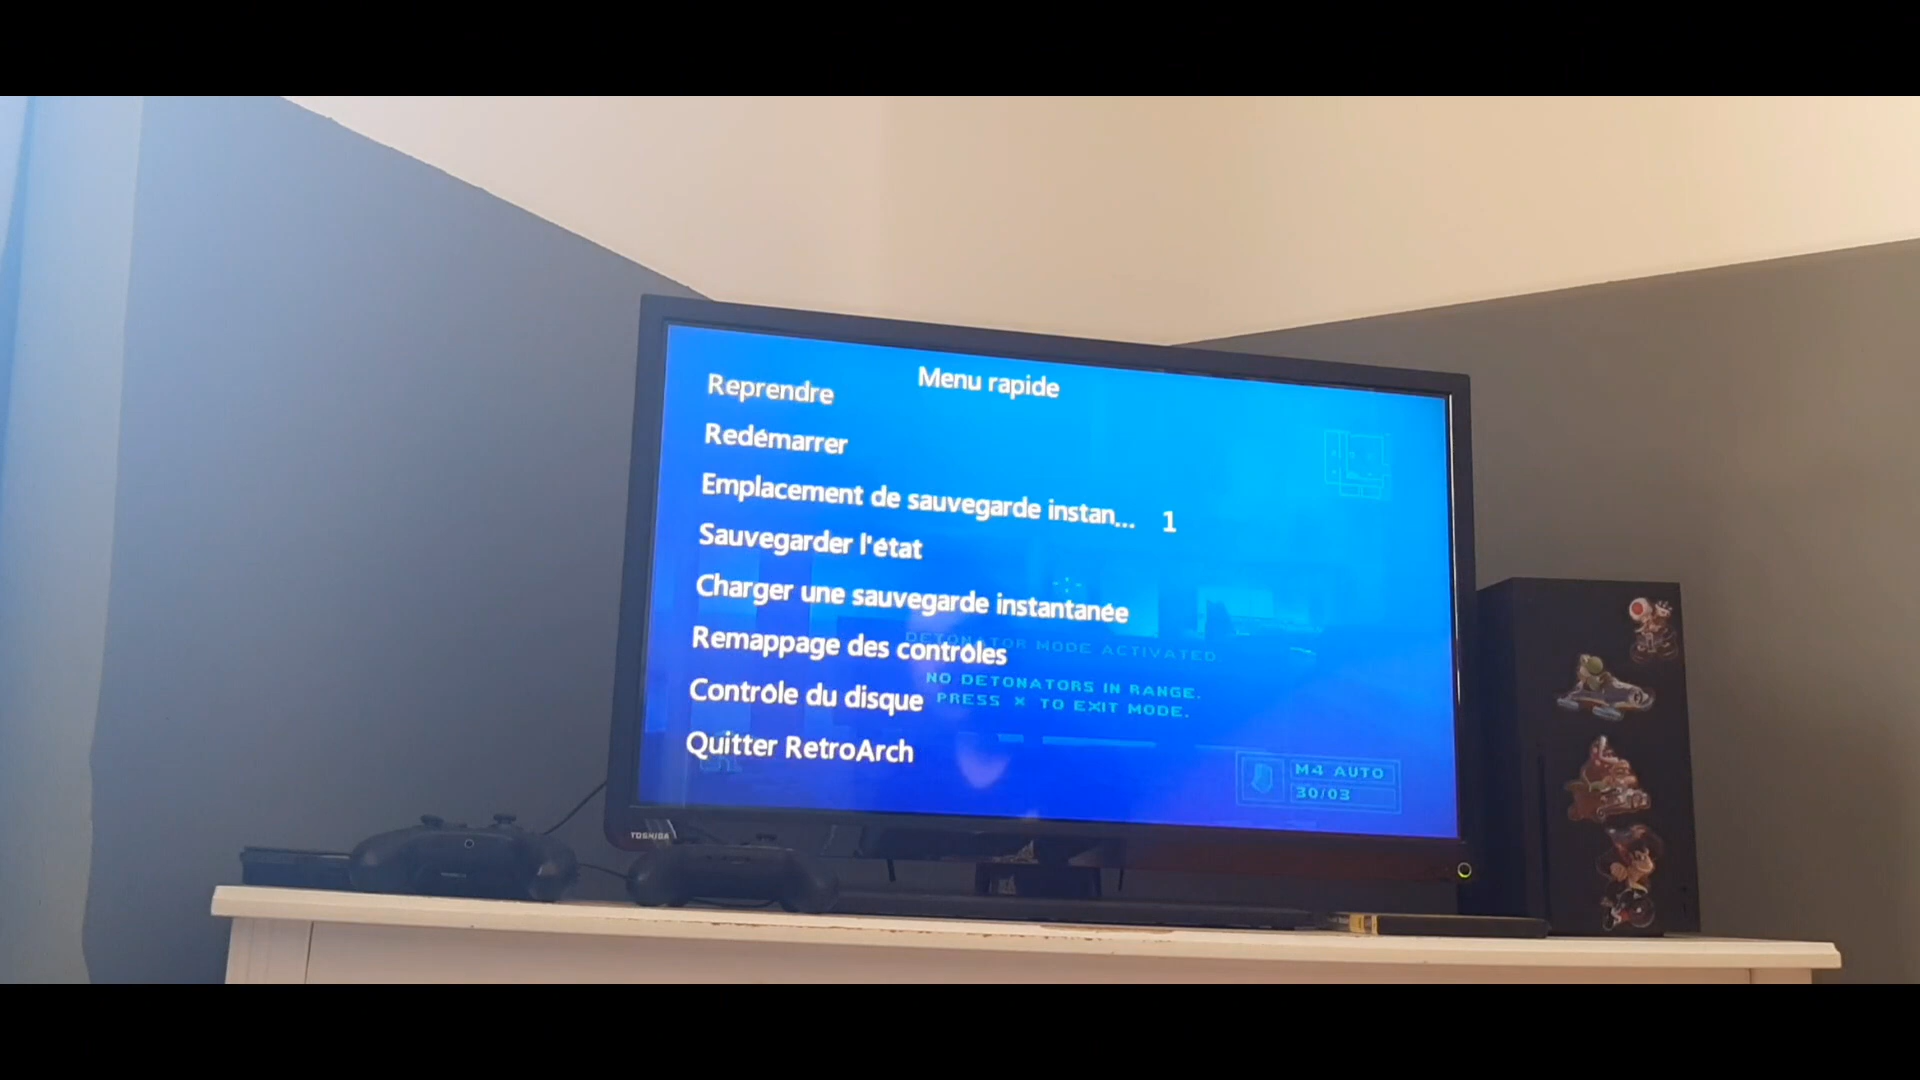 Menu rapide
Reprendre
Redémarrer
Emplacement de sauvegarde instan... 1
Sauvegarder l'état
Charger une sauvegarde instantanée
Remappage des contrôles
DETONATOR MODE ACTIVATED.
Contrôle du disque
NO DETONATORS IN RANGE.
PRESS X TO EXIT MODE.
Quitter RetroArch
M4 AUTO
30/03
TOSHIBA